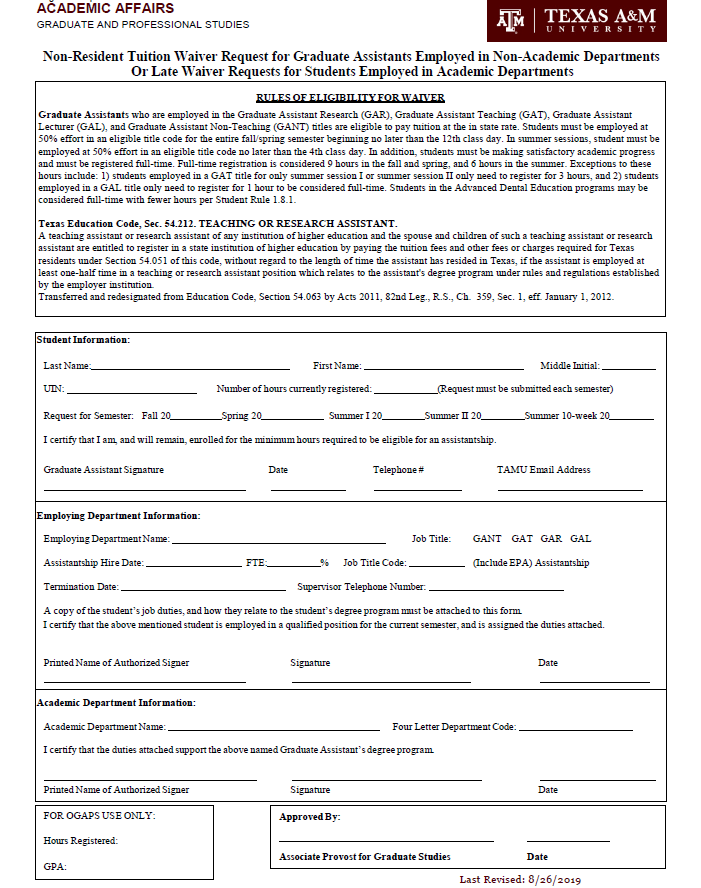 ACADEMIC AFFAIRS
GRADUATE AND PROFESSIONAL STUDIES
ATM
TEXAS A&M
UNIVERSITY
Non-Resident Tuition Waiver Request for Graduate Assistants Employed in Non-Academic Departments
Or Late Waiver Requests for Students Employed in Academic Departments
RULES OF ELIGIBILITY FOR WAIVER
Graduate Assistants who are employed in the Graduate Assistant Research (GAR), Graduate Assistant Teaching (GAT), Graduate Assistant
Lecturer (GAL), and Graduate Assistant Non-Teaching (GANT) titles are eligible to pay tuition at the in state rate. Students must be employed at
50% effort in an eligible title code for the entire fall/spring semester beginning no later than the 12th class day. In summer sessions, student must be
employed at 50% effort in an eligible title code no later than the 4th class day. In addition, students must be making satisfactory academic progress
and must be registered full-time. Full-time registration is considered 9 hours in the fall and spring, and 6 hours in the summer. Exceptions to these
hours include: 1) students employed in a GAT title for only summer session I or summer session II only need to register for 3 hours, and 2) students
employed in a GAL title only need to register for 1 hour to be considered full-time. Students in the Advanced Dental Education programs may be
considered full-time with fewer hours per Student Rule 1.8.1.
Texas Education Code, Sec. 54.212. TEACHING OR RESEARCH ASSISTANT.
A teaching assistant or research assistant of any institution of higher education and the spouse and children of such a teaching assistant or research
assistant are entitled to register in a state institution of higher education by paying the tuition fees and other fees or charges required for Texas
residents under Section 54.051 of this code, without regard to the length of time the assistant has resided in Texas, if the assistant is employed at
least one-half time in a teaching or research assistant position which relates to the assistant's degree program under rules and regulations established
by the employer institution.
Transferred and redesignated from Education Code, Section 54.063 by Acts 2011, 82nd Leg., R.S., Ch. 359, Sec. 1, eff. January 1, 2012.
Student Information:
Last Name: First Name: Middle Initial:
UIN: Number of hours currently registered: (Request must be submitted each semester)
Request for Semester: Fall 20 Spring 20 Summer I 20 Summer II 20 Summer 10-week 20
I certify that I am, and will remain, enrolled for the minimum hours required to be eligible for an assistantship.
Graduate Assistant Signature Date Telephone # TAMU Email Address
Employing Department Information:
Employing Department Name: Job Title: GANT GAT GAR GAL
Assistantship Hire Date: FTE: % Job Title Code: (Include EPA) Assistantship
Termination Date: Supervisor Telephone Number:
A copy of the student's job duties, and how they relate to the student's degree program must be attached to this form.
I certify that the above mentioned student is employed in a qualified position for the current semester, and is assigned the duties attached.
Printed Name of Authorized Signer Signature Date
Academic Department Information:
Academic Department Name: Four Letter Department Code:
I certify that the duties attached support the above named Graduate Assistant's degree program.
Printed Name of Authorized Signer Signature Date
FOR OGAPS USE ONLY:
Hours Registered:
GPA:
Approved By:
Associate Provost for Graduate Studies Date
Last Revised: 8/26/2019